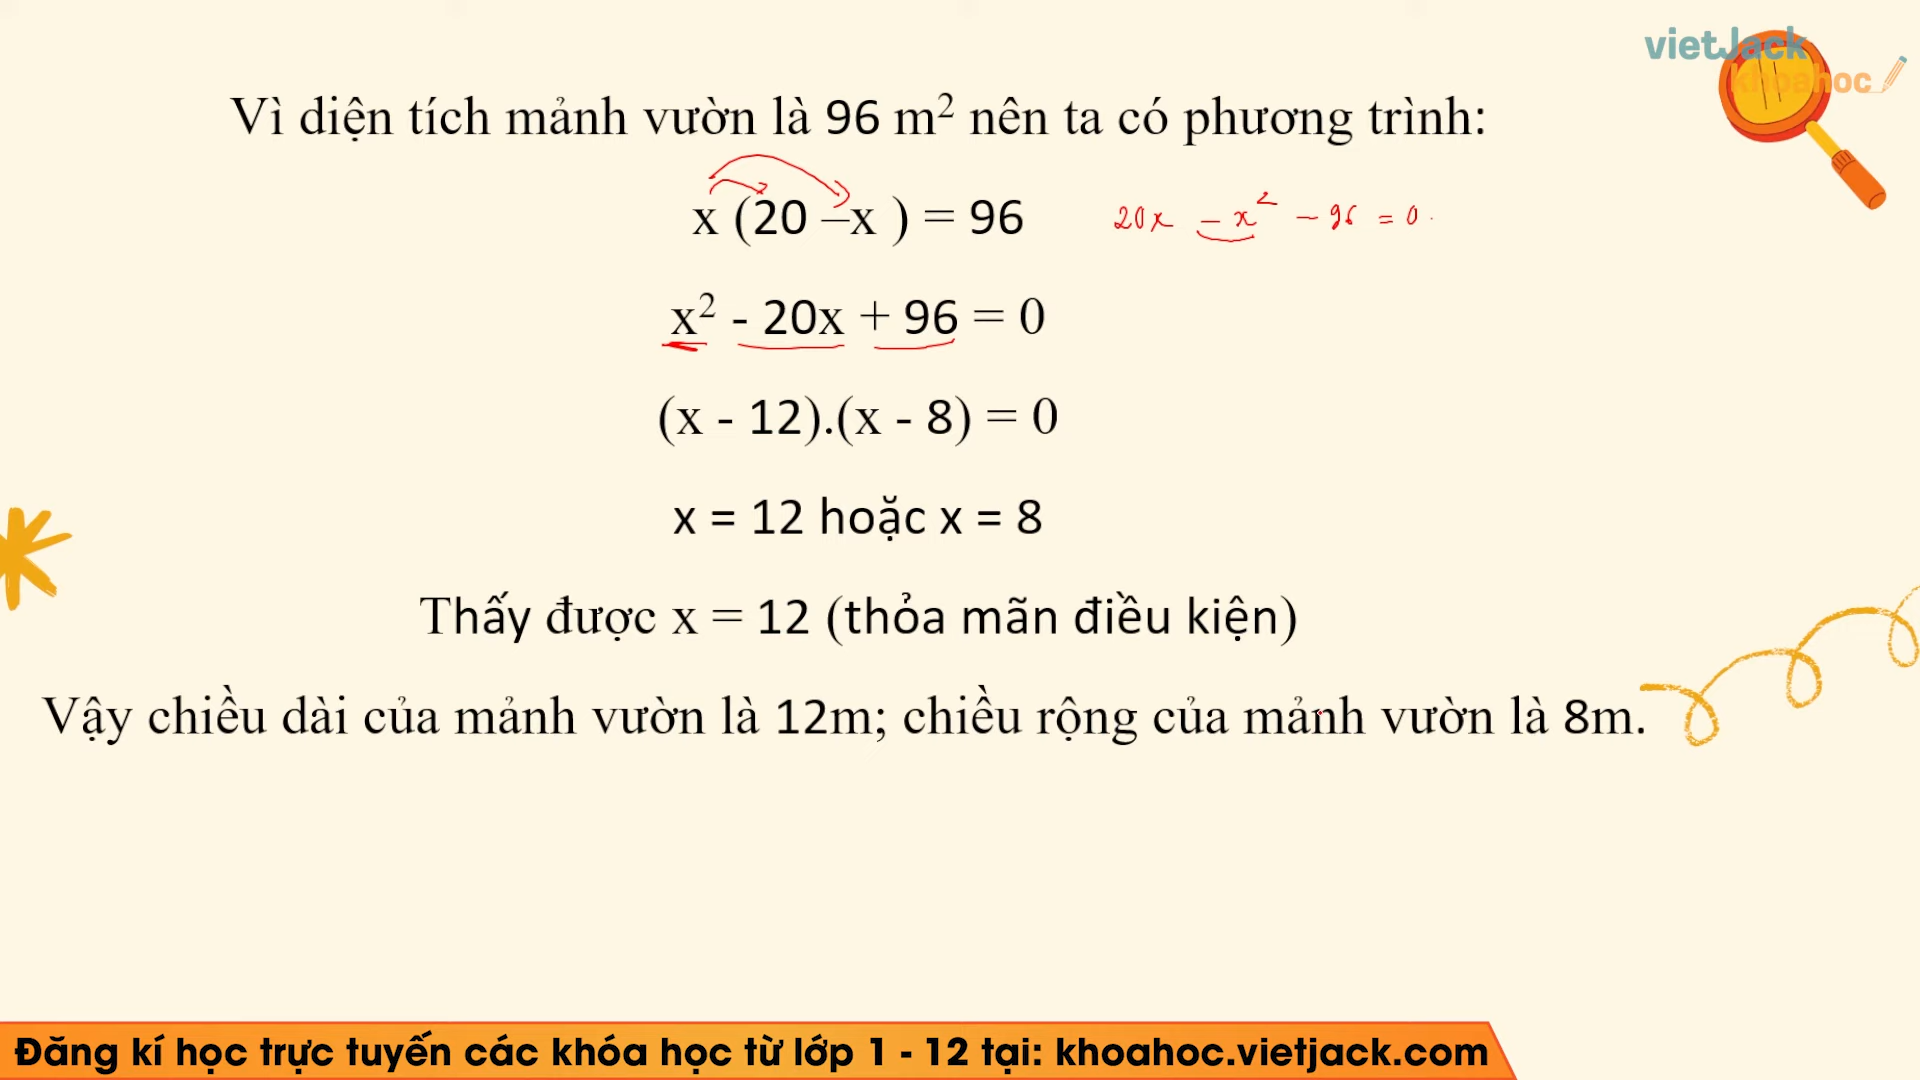 vietJack
khoahoc
Vì diện tích mảnh vườn là 96 m² nên ta có phương trình:
x (20 –x ) = 96
20x - x² - 96 = 0.
x² - 20x + 96 = 0
(x - 12).(x - 8) = 0
x = 12 hoặc x = 8
Thấy được x = 12 (thỏa mãn điều kiện)
Vậy chiều dài của mảnh vườn là 12m; chiều rộng của mảnh vườn là 8m.
Đăng kí học trực tuyến các khóa học từ lớp 1 - 12 tại: khoahoc.vietjack.com